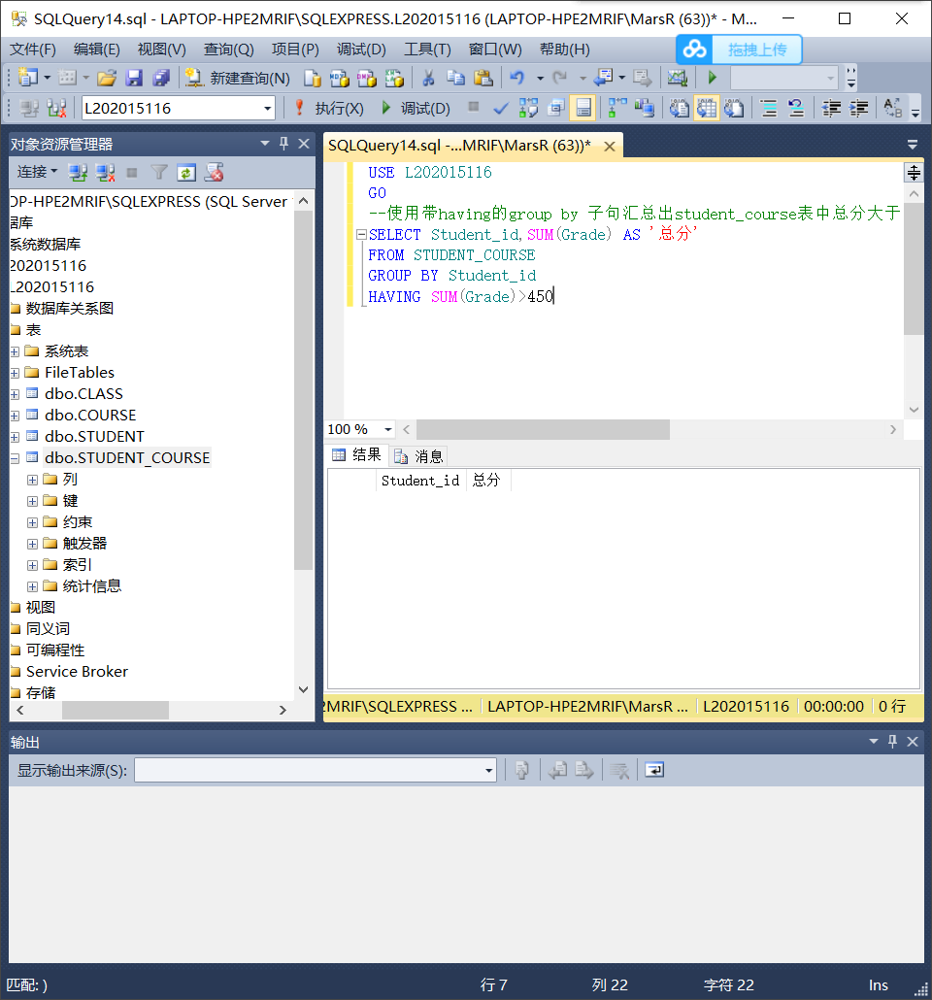 SQLQuery14.sql - LAPTOP-HPE2MRIF\SQLEXPRESS.L202015116 (LAPTOP-HPE2MRIF\MarsR (63))* - M...
文件(F) 编辑(E) 视图(V) 查询(Q) 项目(P) 调试(D) 工具(T) 窗口(W) 帮助(H)
拖拽上传
新建查询(N)
L202015116 执行(X) 调试(D)
对象资源管理器
连接
OP-HPE2MRIF\SQLEXPRESS (SQL Server
据库
系统数据库
202015116
L202015116
数据库关系图
表
系统表
FileTables
dbo.CLASS
dbo.COURSE
dbo.STUDENT
dbo.STUDENT_COURSE
列
键
约束
触发器
索引
统计信息
视图
同义词
可编程性
Service Broker
存储
SQLQuery14.sql -...MRIF\MarsR (63))*
USE L202015116
GO
--使用带having的group by 子句汇总出student_course表中总分大于
SELECT Student_id,SUM(Grade) AS '总分'
FROM STUDENT_COURSE
GROUP BY Student_id
HAVING SUM(Grade)>450
100 %
结果 消息
Student_id 总分
2MRIF\SQLEXPRESS ... LAPTOP-HPE2MRIF\MarsR ... L202015116 00:00:00 0 行
输出
显示输出来源(S):
匹配: ) 行 7 列 22 字符 22 Ins